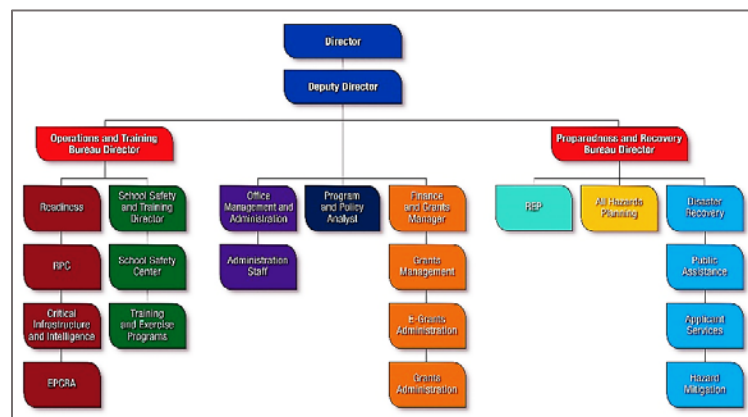 Director
Deputy Director
Operations and Training
Bureau Director
Preparedness and Recovery
Bureau Director
Readiness
School Safety
and Training
Director
Office
Management and
Administration
Program
and Policy
Analyst
Finance
and Grants
Manager
REP
All Hazards
Planning
Disaster
Recovery
RPC
School Safety
Center
Administration
Staff
Grants
Management
Public
Assistance
Critical
Infrastructure
and Intelligence
Training
and Exercise
Programs
E-Grants
Administration
Applicant
Services
EPCRA
Grants
Administration
Hazard
Mitigation